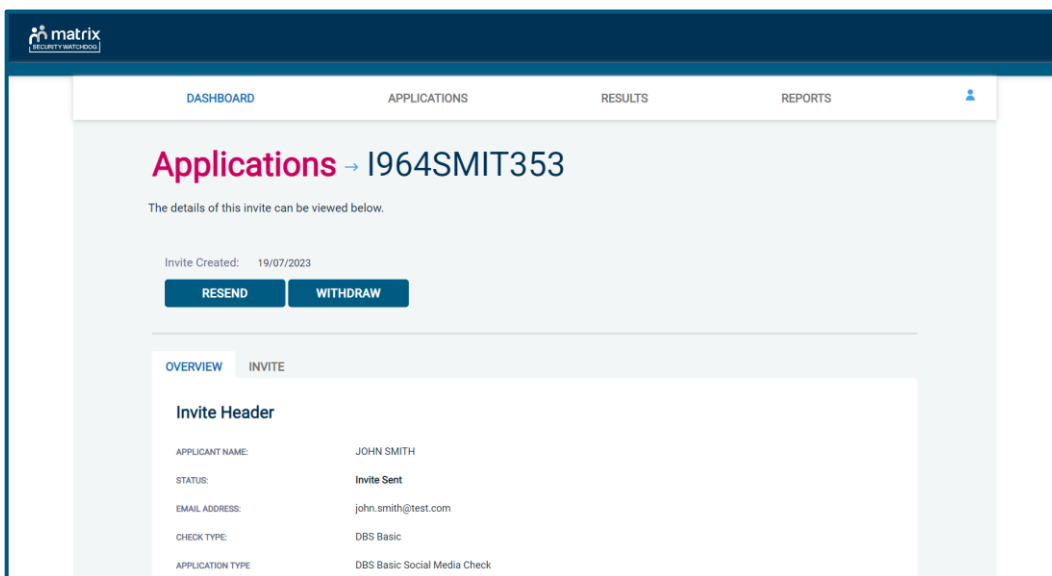 matrix
SECURITY WATCHDOG
DASHBOARD APPLICATIONS RESULTS REPORTS
Applications → I964SMIT353
The details of this invite can be viewed below.
Invite Created: 19/07/2023
RESEND WITHDRAW
OVERVIEW INVITE
Invite Header
APPLICANT NAME: JOHN SMITH
STATUS: Invite Sent
EMAIL ADDRESS: john.smith@test.com
CHECK TYPE: DBS Basic
APPLICATION TYPE DBS Basic Social Media Check